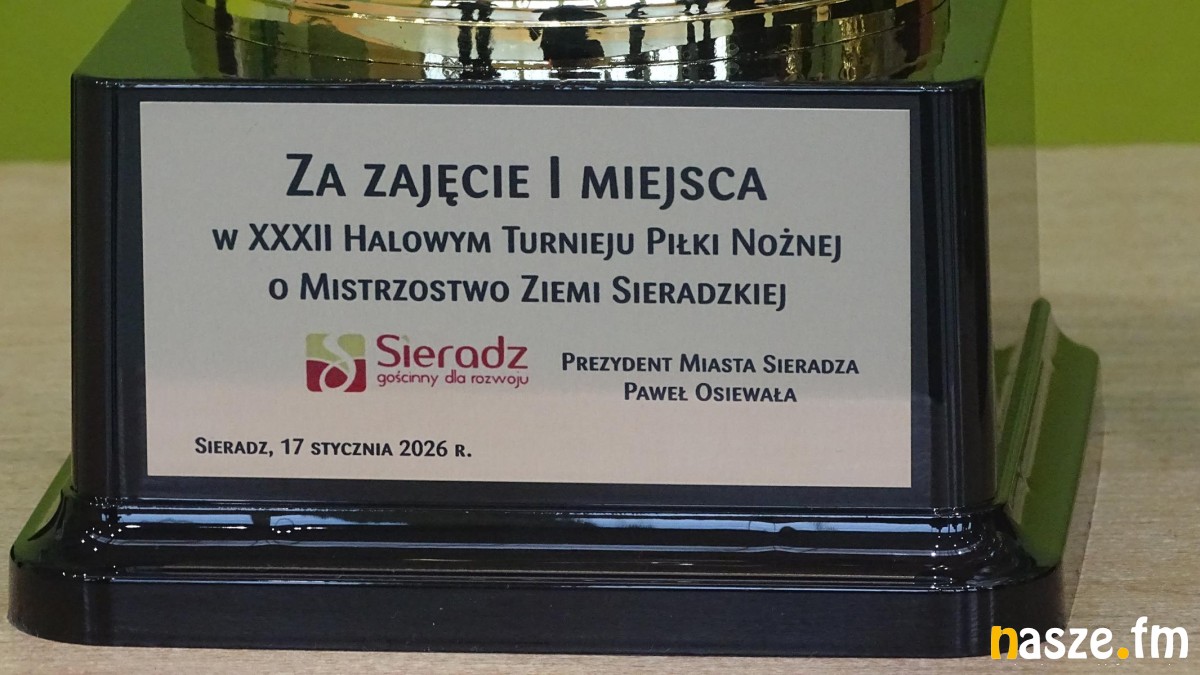 Za zajęcie I miejsca
w XXXII Halowym Turnieju Piłki Nożnej
o Mistrzostwo Ziemi Sieradzkiej
Sieradz
gościnny dla rozwoju
Prezydent Miasta Sieradza
Paweł Osiewała
Sieradz, 17 stycznia 2026 r.
nasze.fm